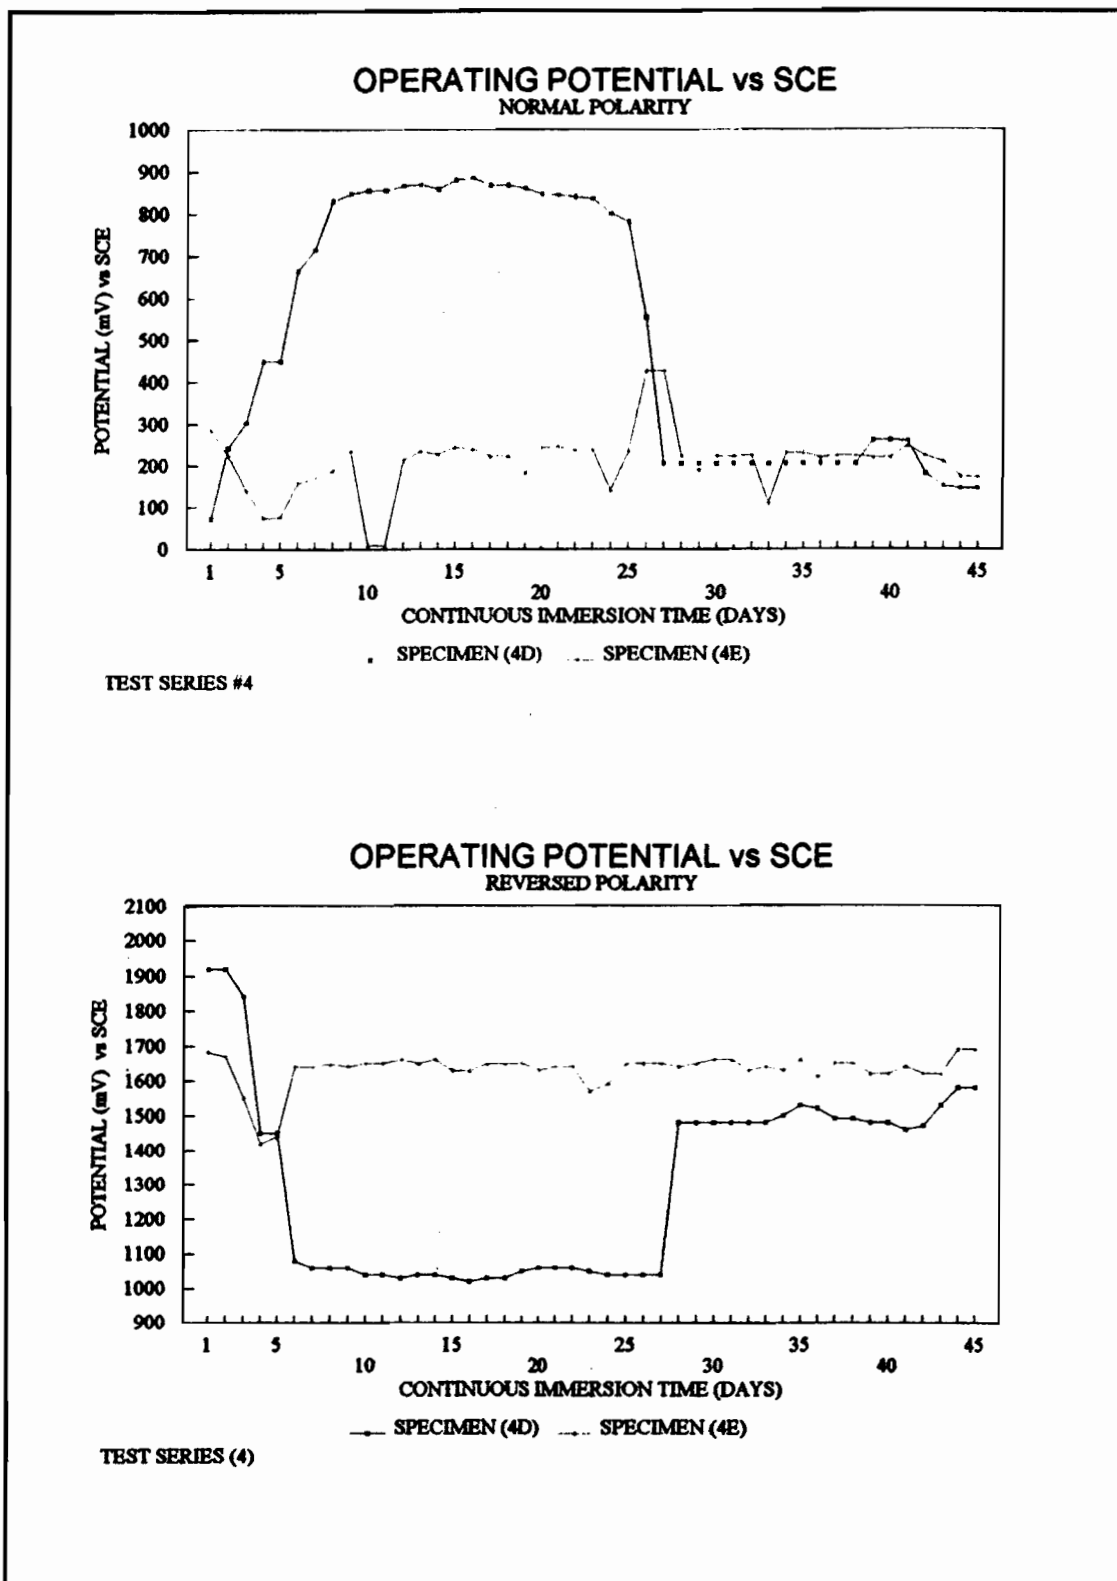 OPERATING POTENTIAL vs SCE
NORMAL POLARITY
POTENTIAL (mV) vs SCE
1000
900
800
700
600
500
400
300
200
100
0
1 5 15 25 35 45
10 20 30 40
CONTINUOUS IMMERSION TIME (DAYS)
SPECIMEN (4D) SPECIMEN (4E)
TEST SERIES #4
OPERATING POTENTIAL vs SCE
REVERSED POLARITY
POTENTIAL (mV) vs SCE
2100
2000
1900
1800
1700
1600
1500
1400
1300
1200
1100
1000
900
1 5 15 25 35 45
10 20 30 40
CONTINUOUS IMMERSION TIME (DAYS)
SPECIMEN (4D) SPECIMEN (4E)
TEST SERIES (4)